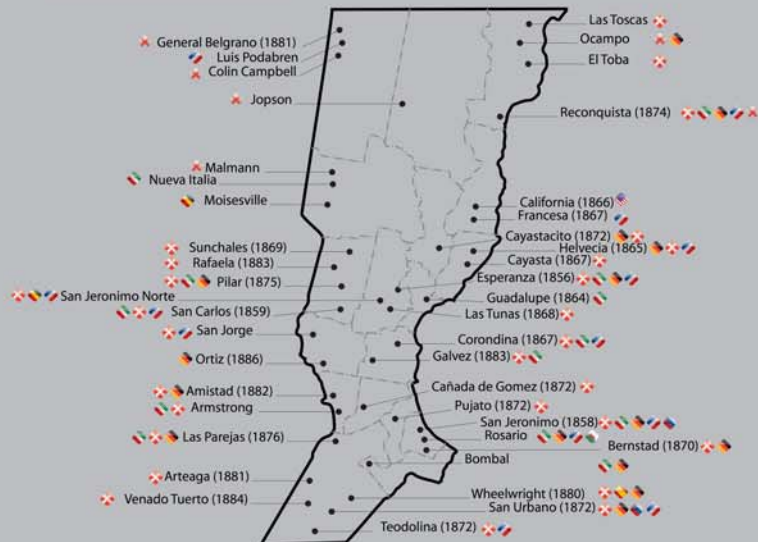 General Belgrano (1881)
Luis Podabren
Colin Campbell
Jopson
Malmann
Nueva Italia
Moisesville
Sunchales (1869)
Rafaela (1883)
Pilar (1875)
San Jeronimo Norte
San Carlos (1859)
San Jorge
Ortiz (1886)
Amistad (1882)
Armstrong
Las Parejas (1876)
Arteaga (1881)
Venado Tuerto (1884)
Teodolina (1872)
Las Toscas
Ocampo
El Toba
Reconquista (1874)
California (1866)
Francesa (1867)
Cayastacito (1872)
Helvecia (1865)
Cayasta (1867)
Esperanza (1856)
Guadalupe (1864)
Las Tunas (1868)
Corondina (1867)
Galvez (1883)
Cañada de Gomez (1872)
Pujato (1872)
San Jeronimo (1858)
Rosario
Bernstad (1870)
Bombal
Wheelwright (1880)
San Urbano (1872)